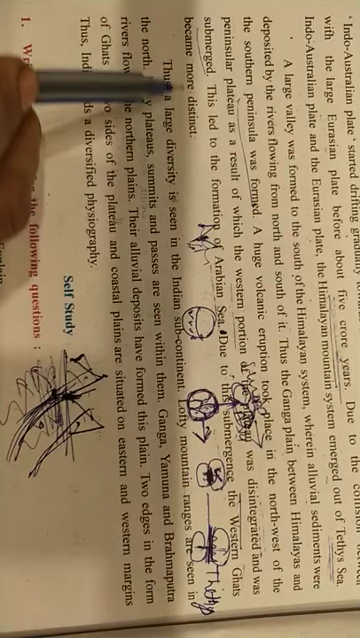 'Indo-Australian plate' started drifting gradually
with the large Eurasian plate before about five crore years. Due to the
Indo-Australian plate and the Eurasian plate, the Himalayan mountain system emerged out of Tethys Sea.
A large valley was formed to the south of the Himalayan system, wherein alluvial sediments were
deposited by the rivers flowing from north and south of it. Thus the Ganga plain between Himalayas and
the southern peninsula was formed. A huge volcanic eruption took place in the north-west of the
peninsular plateau as a result of which the western portion was disintegrated and was
submerged. This led to the formation of Arabian Sea. Due to this submergence the Western Ghats
became more distinct.
Thus a large diversity is seen in the Indian sub-continent. Lofty mountain ranges are seen in
the north. plateaus, summits and passes are seen within them. Ganga, Yamuna and Brahmaputra
rivers northern plains. Their alluvial deposits have formed this plain. Two edges in the form
of Ghats sides of the plateau and coastal plains are situated on eastern and western margins
Thus, a diversified physiography.
Self Study
1. the following questions :
Explain